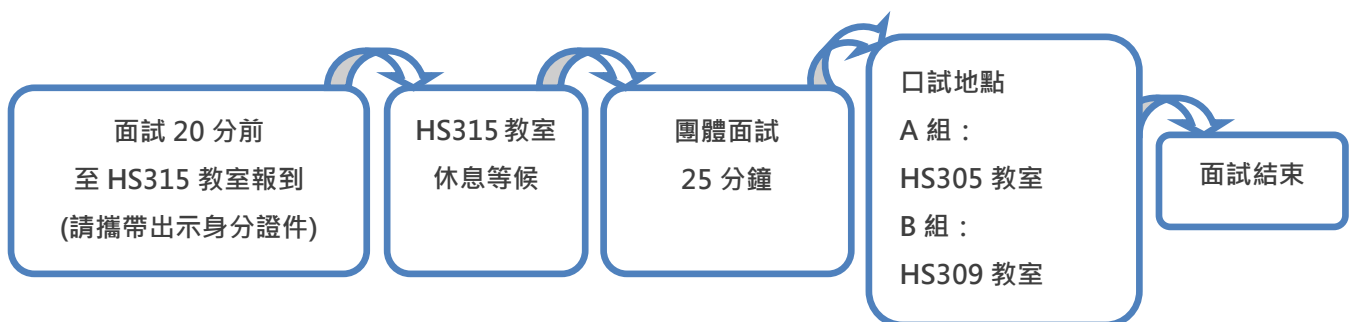 面試 20 分前
至 HS315 教室報到
(請攜帶出示身分證件)
HS315 教室
休息等候
團體面試
25 分鐘
口試地點
A 組：
HS305 教室
B 組：
HS309 教室
面試結束